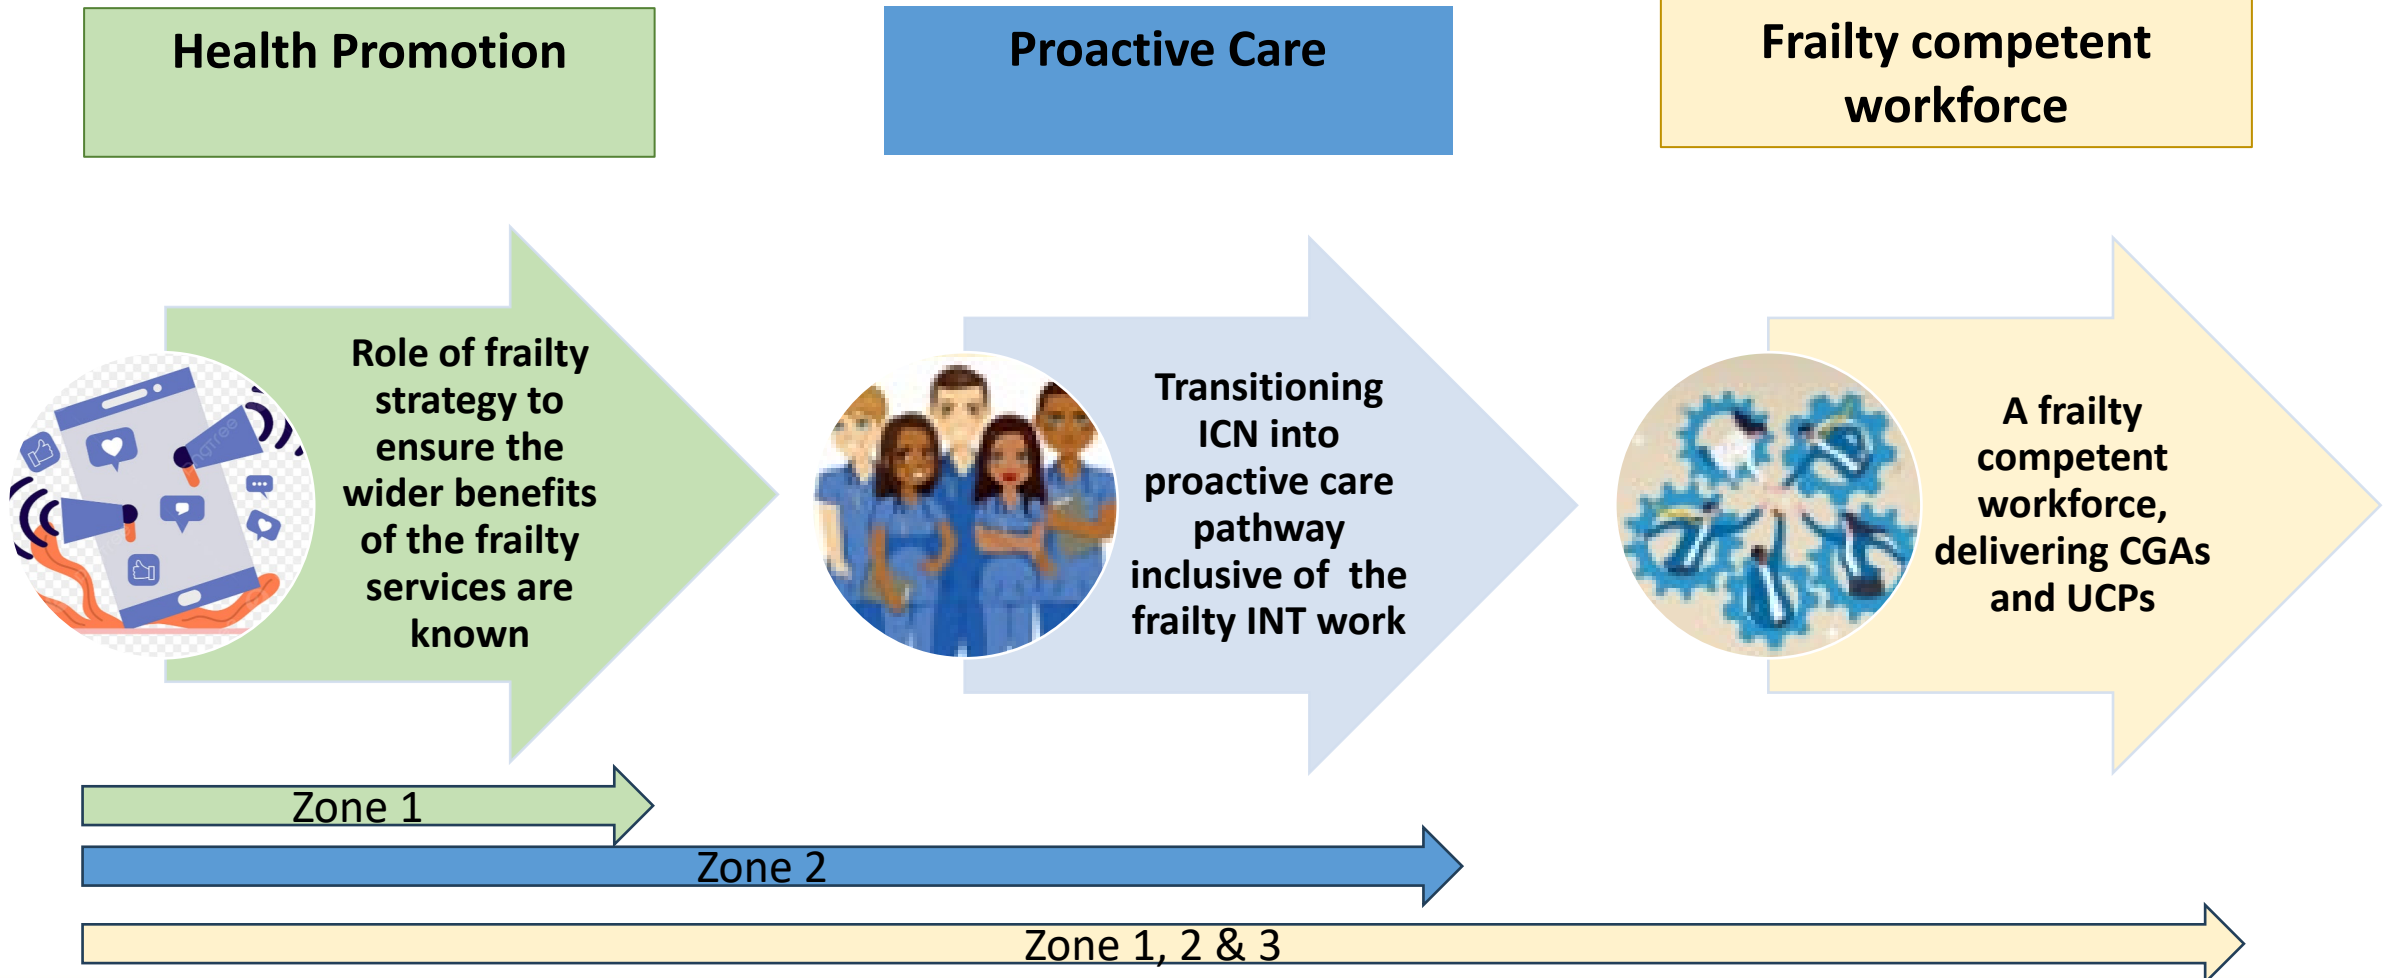 Health Promotion
Proactive Care
Frailty competent
workforce
Role of frailty
strategy to
ensure the
wider benefits
of the frailty
services are
known
Transitioning
ICN into
proactive care
pathway
inclusive of  the
frailty INT work
A frailty
competent
workforce,
delivering CGAs
and UCPs
Zone 1
Zone 2
Zone 1, 2 & 3